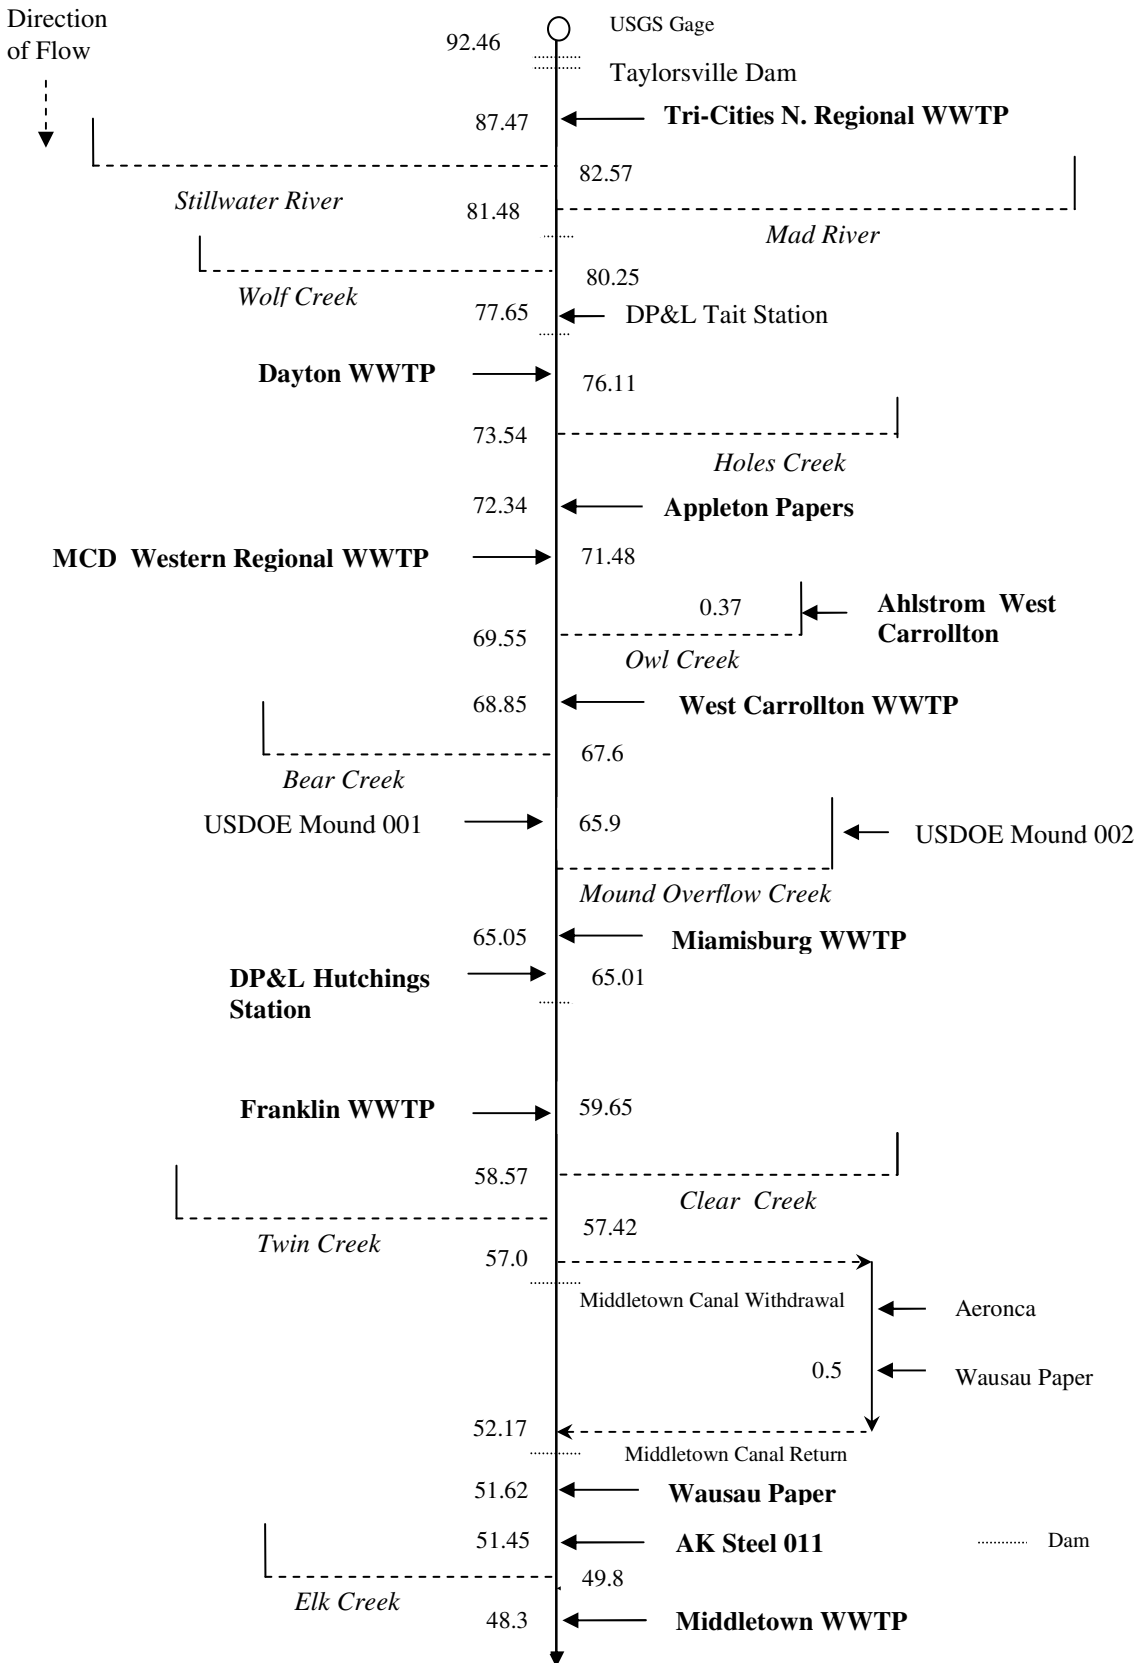 Direction
of Flow
USGS Gage
92.46
Taylorsville Dam
87.47
Tri-Cities N. Regional WWTP
82.57
Stillwater River
81.48
Mad River
80.25
Wolf Creek
77.65
DP&L Tait Station
Dayton WWTP
76.11
73.54
Holes Creek
72.34
Appleton Papers
MCD Western Regional WWTP
71.48
0.37
Ahlstrom West
Carrollton
69.55
Owl Creek
68.85
West Carrollton WWTP
67.6
Bear Creek
USDOE Mound 001
65.9
USDOE Mound 002
Mound Overflow Creek
65.05
Miamisburg WWTP
DP&L Hutchings
Station
65.01
Franklin WWTP
59.65
58.57
Clear Creek
57.42
Twin Creek
57.0
Middletown Canal Withdrawal
Aeronca
0.5
Wausau Paper
52.17
Middletown Canal Return
51.62
Wausau Paper
51.45
AK Steel 011
Dam
49.8
Elk Creek
48.3
Middletown WWTP